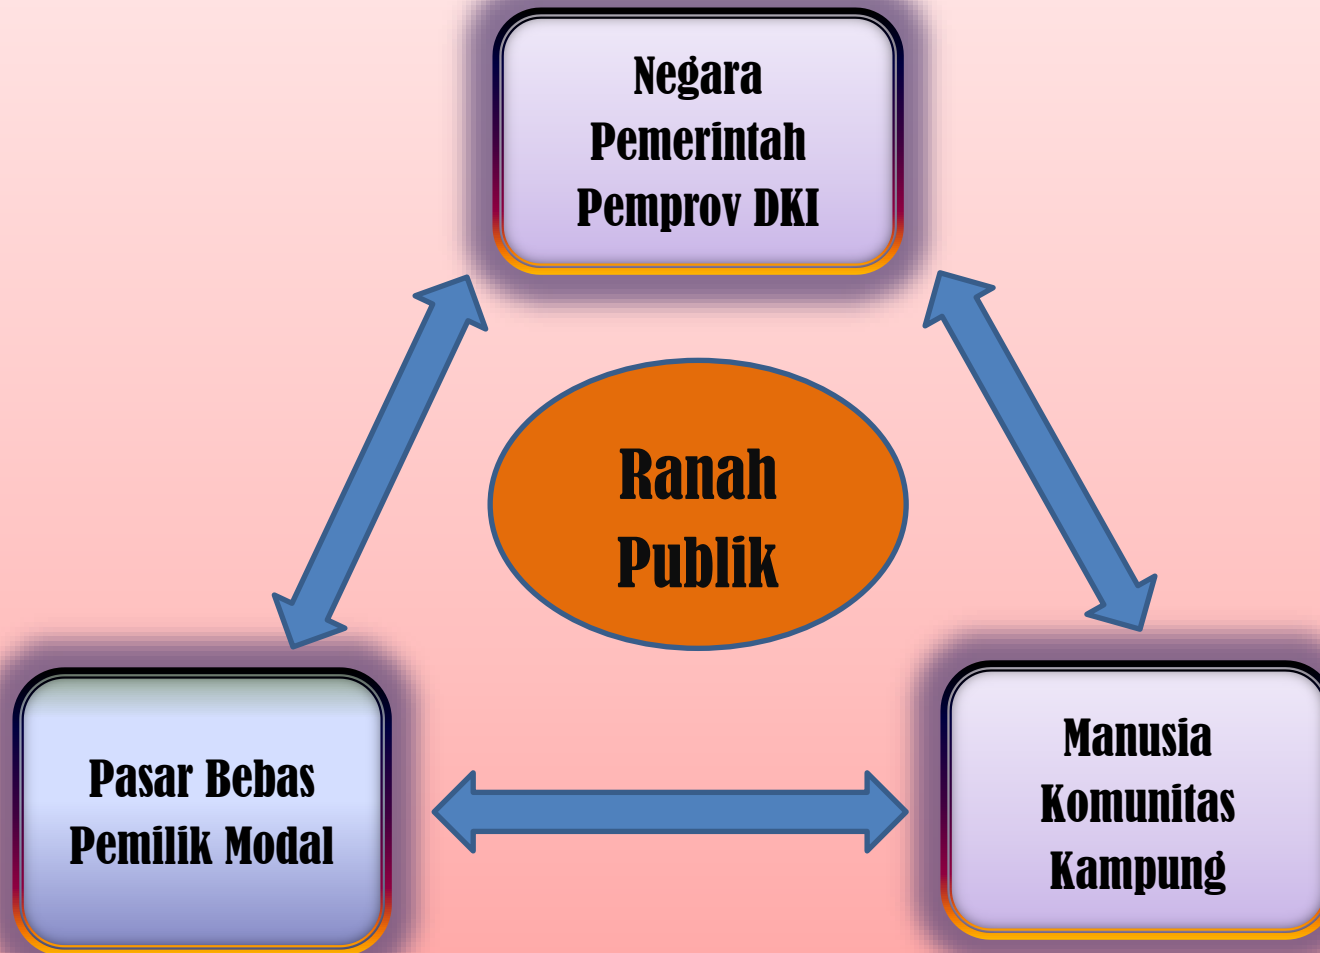 Negara
Pemerintah
Pemprov DKI
Ranah
Publik
Pasar Bebas
Pemilik Modal
Manusia
Komunitas
Kampung